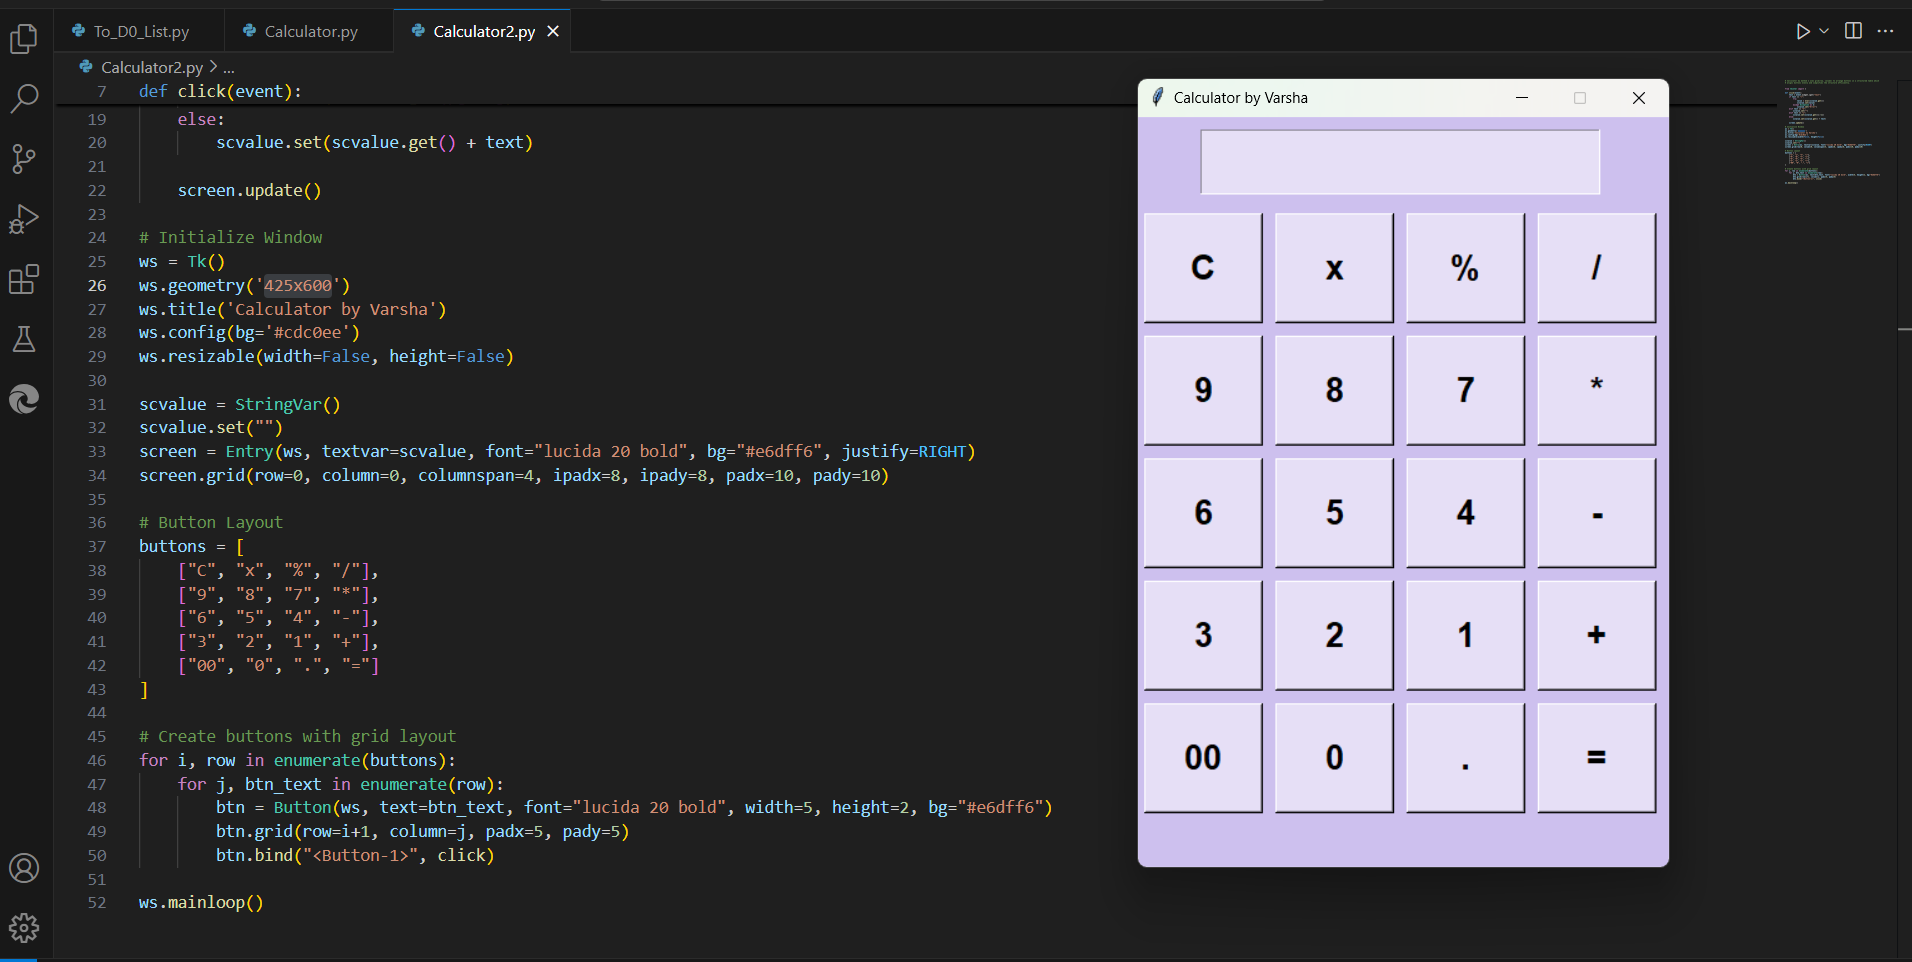 To_D0_List.py
Calculator.py
Calculator2.py
Calculator2.py > ...
7 def click(event):
19 else:
20 scvalue.set(scvalue.get() + text)
21
22 screen.update()
23
24 # Initialize Window
25 ws = Tk()
26 ws.geometry('425x600')
27 ws.title('Calculator by Varsha')
28 ws.config(bg='#cdc0ee')
29 ws.resizable(width=False, height=False)
30
31 scvalue = StringVar()
32 scvalue.set("")
33 screen = Entry(ws, textvar=scvalue, font="lucida 20 bold", bg="#e6dff6", justify=RIGHT)
34 screen.grid(row=0, column=0, columnspan=4, ipadx=8, ipady=8, padx=10, pady=10)
35
36 # Button Layout
37 buttons = [
38 ["C", "x", "%", "/"],
39 ["9", "8", "7", "*"],
40 ["6", "5", "4", "-"],
41 ["3", "2", "1", "+"],
42 ["00", "0", ".", "="]
43 ]
44
45 # Create buttons with grid layout
46 for i, row in enumerate(buttons):
47 for j, btn_text in enumerate(row):
48 btn = Button(ws, text=btn_text, font="lucida 20 bold", width=5, height=2, bg="#e6dff6")
49 btn.grid(row=i+1, column=j, padx=5, pady=5)
50 btn.bind("<Button-1>", click)
51
52 ws.mainloop()
Calculator by Varsha
C x % /
9 8 7 *
6 5 4 -
3 2 1 +
00 0 . =